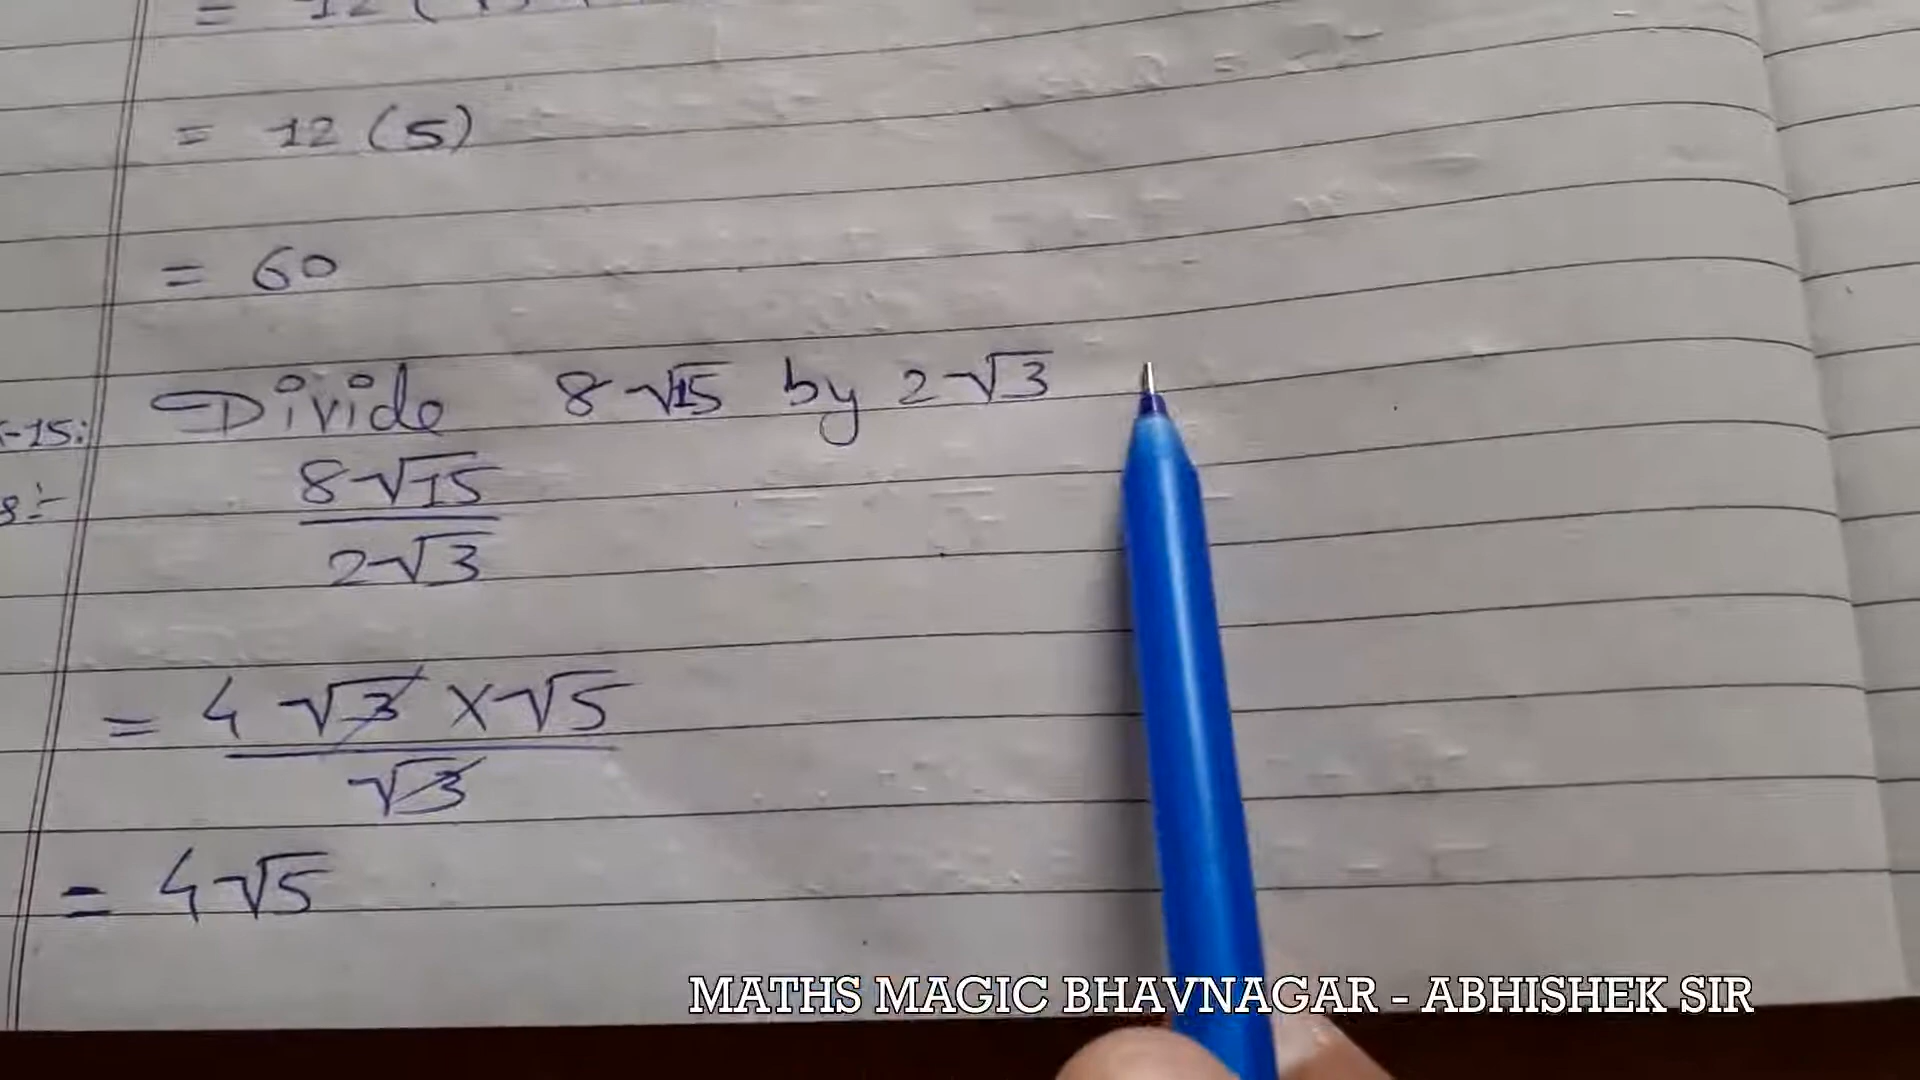 = 12 (
= 12 (5)
= 60
-15:
Divide 8√15 by 2√3
8:-
8√15
2√3
= 4 √3 x √5
√3
= 4√5
MATHS MAGIC BHAVNAGAR - ABHISHEK SIR